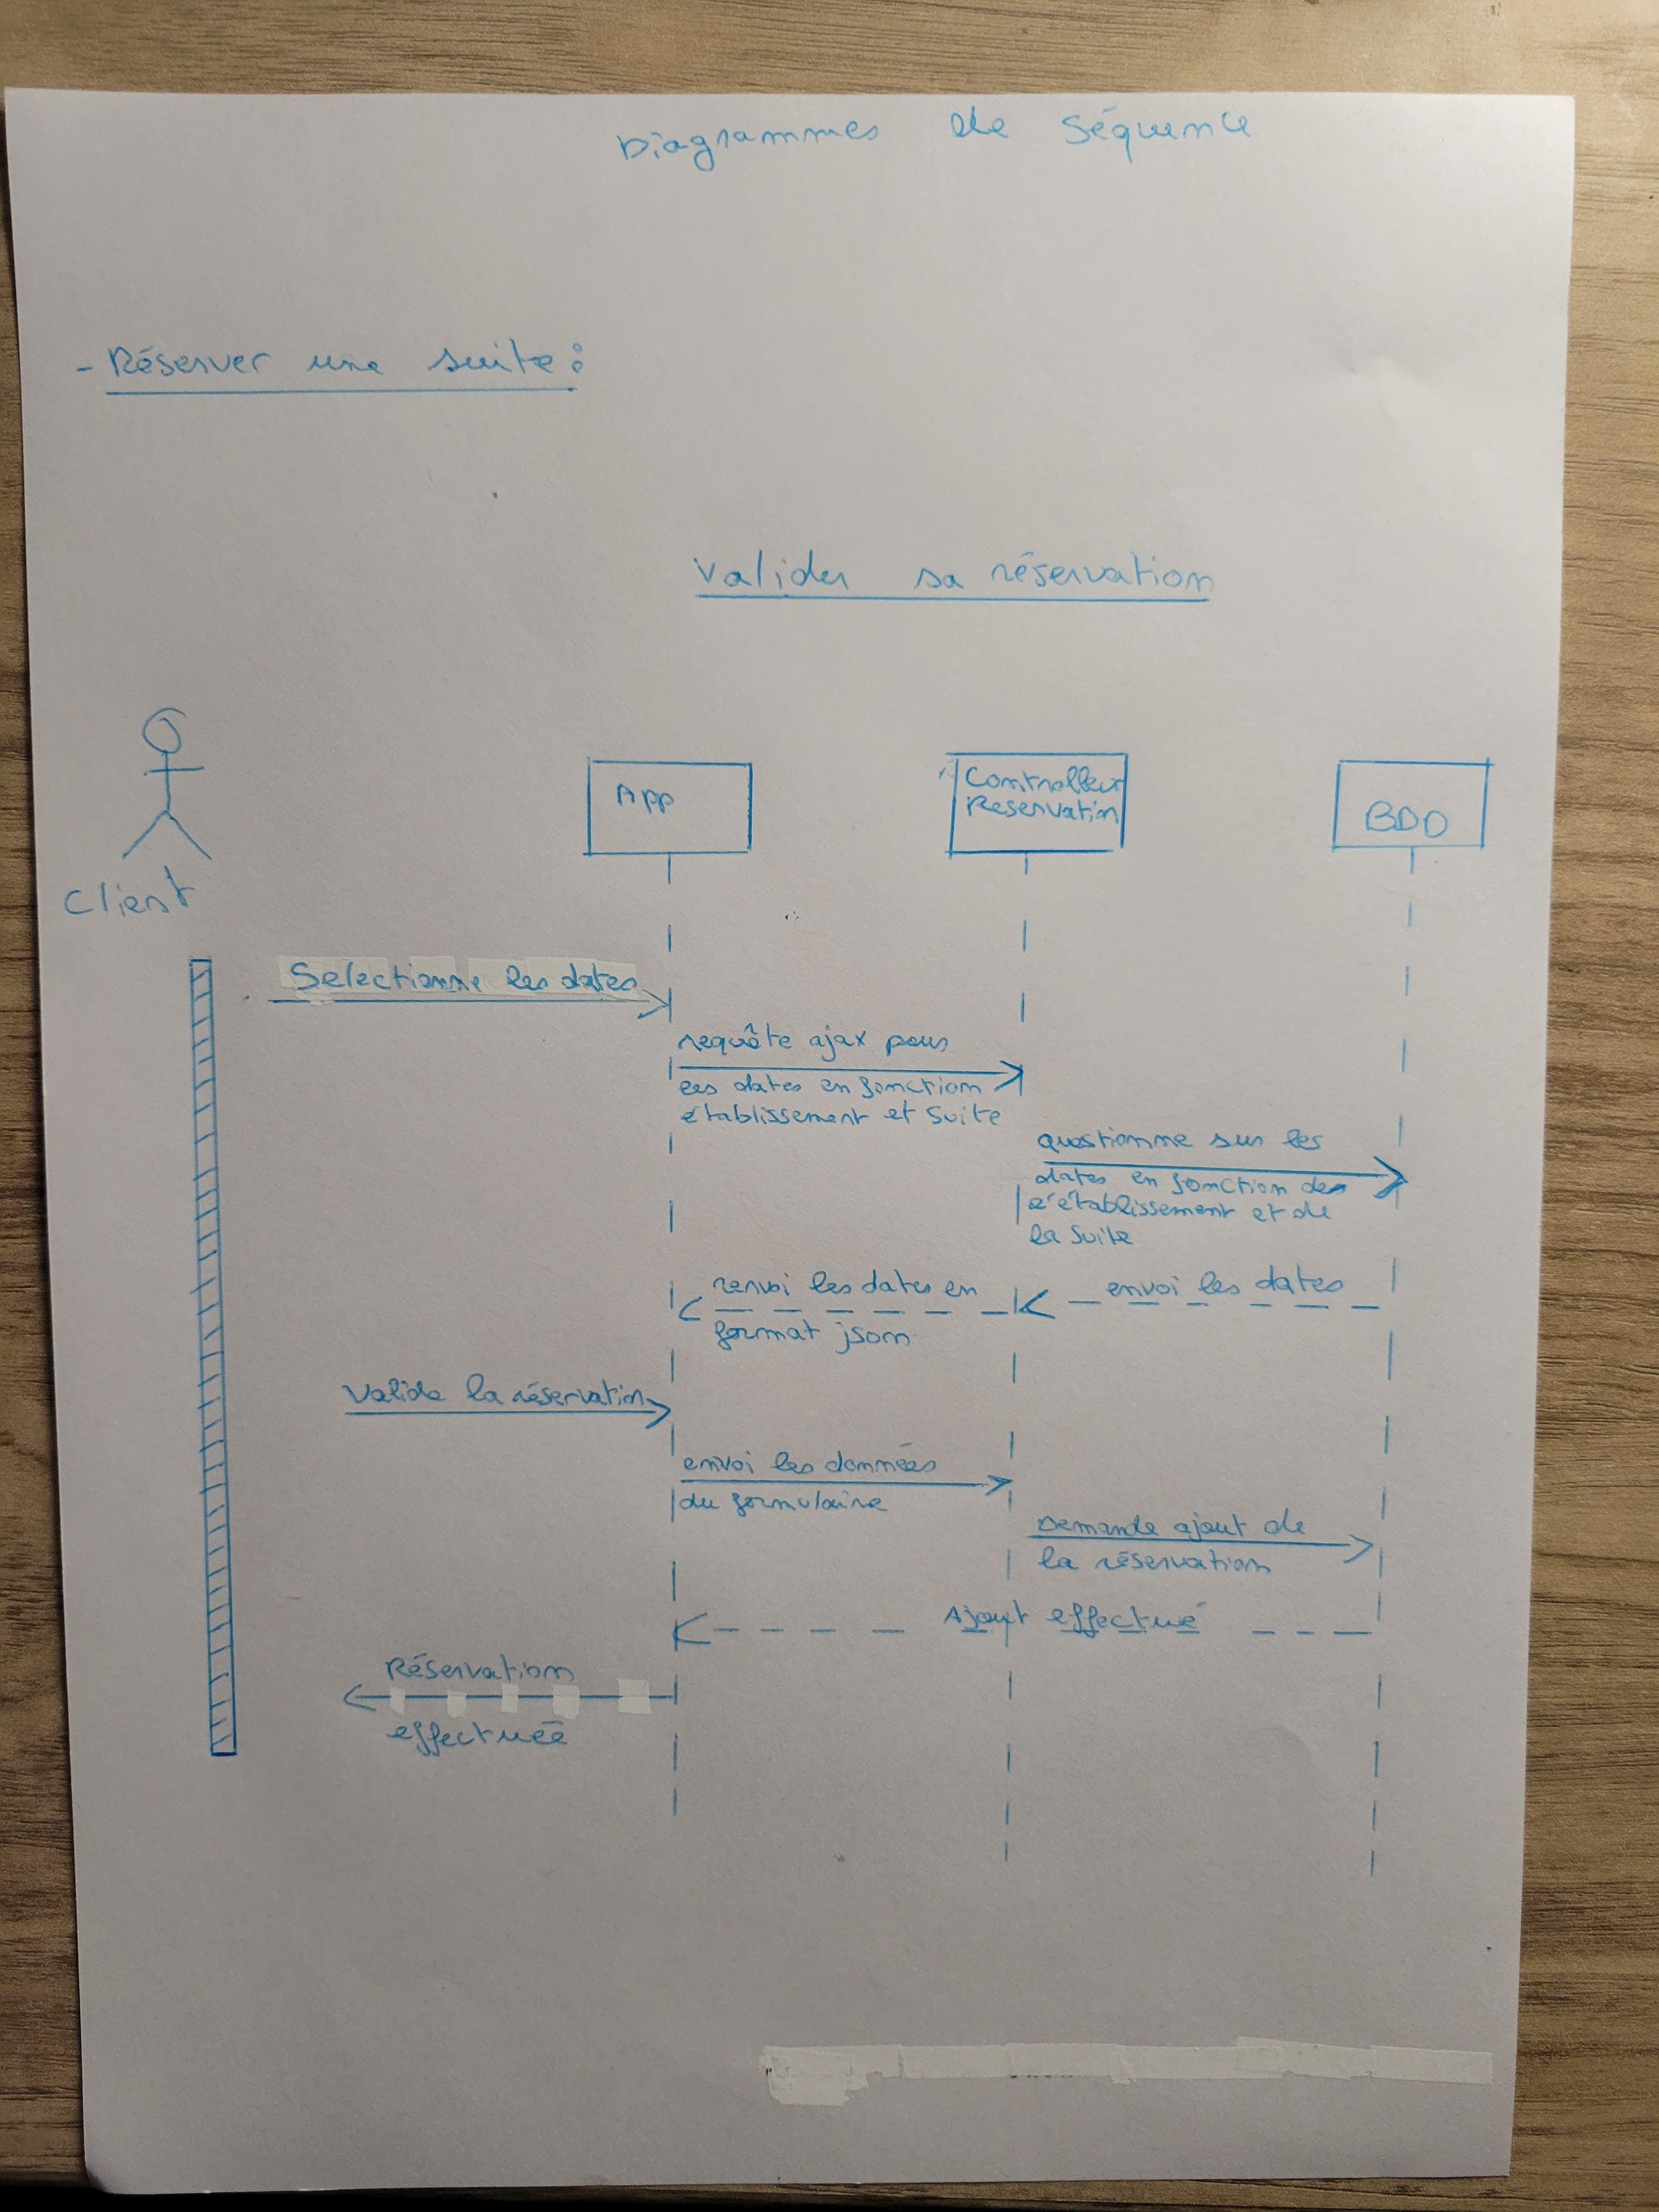 Diagrammes de séquence
- Réserver une suite :
Valider sa réservation
App
Controlleur
Reservation
BDD
Client
Selectionne les dates
requête ajax pour
les dates en fonction
établissement et Suite
questionne sur les
dates en fonction de
l'établissement et de
la suite
envoi les dates
renvoi les dates en
format json
Valide la réservation
envoi les données
du formulaire
Demande ajout de
la réservation
Ajout effectué
Réservation
effectuée